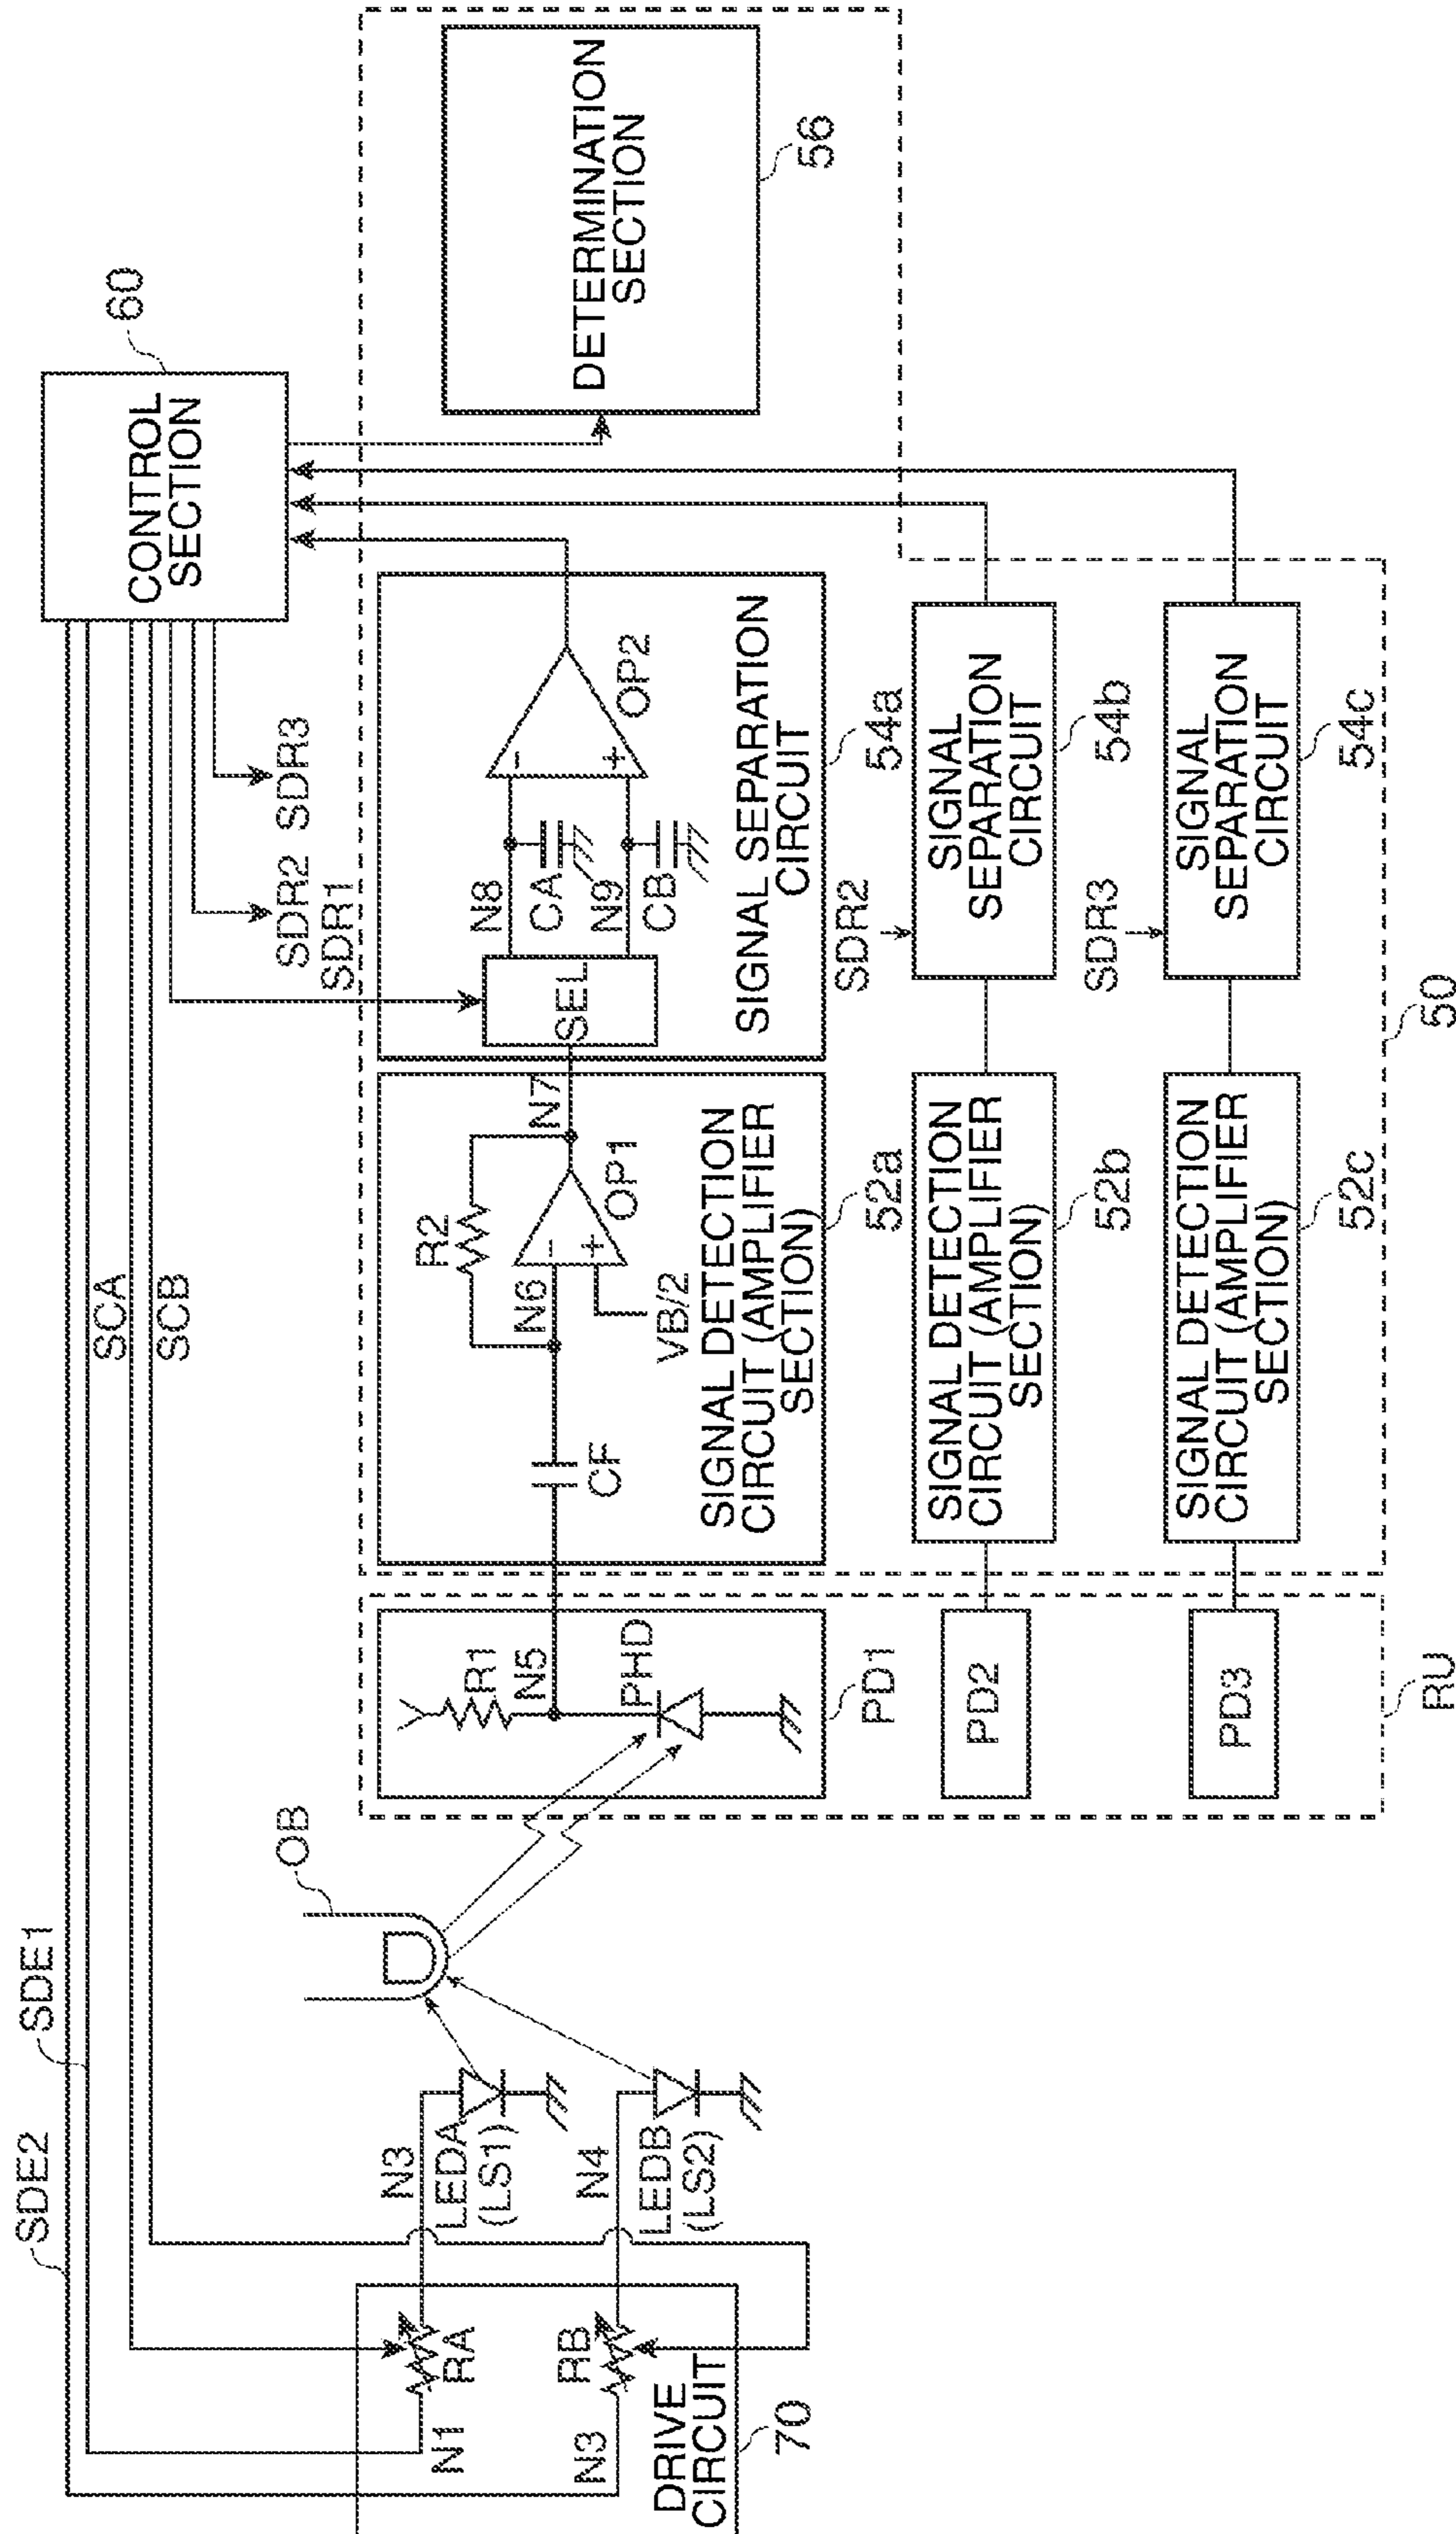 SDE2
SDE1
SCA
SCB
CONTROL
SECTION
60
SDR2
SDR3
SDR1
OB
N1
RA
N3
LEDA
(LS1)
N3
RB
N4
LEDB
(LS2)
DRIVE
CIRCUIT
70
R1
N5
PHD
PD1
PD2
PD3
RU
CF
N6
R2
-
+
OP1
N7
VB/2
SIGNAL DETECTION
CIRCUIT (AMPLIFIER
SECTION)
52a
SEL
N8
CA
N9
CB
-
+
OP2
SIGNAL SEPARATION
CIRCUIT
54a
DETERMINATION
SECTION
56
SIGNAL DETECTION
CIRCUIT (AMPLIFIER
SECTION)
52b
SDR2
SIGNAL
SEPARATION
CIRCUIT
54b
SIGNAL DETECTION
CIRCUIT (AMPLIFIER
SECTION)
52c
SDR3
SIGNAL
SEPARATION
CIRCUIT
54c
50